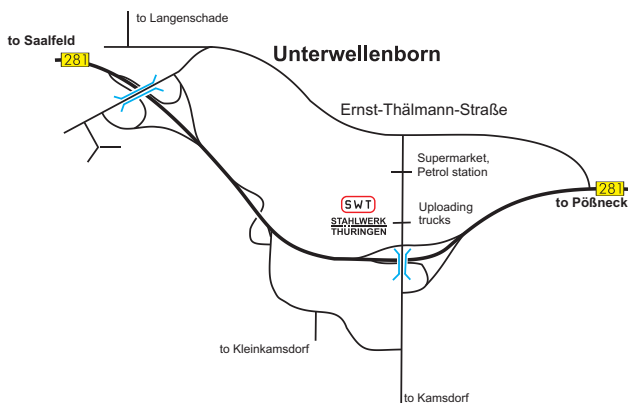 to Langenschade
to Saalfeld
281
Unterwellenborn
Ernst-Thälmann-Straße
Supermarket,
Petrol station
281
to Pößneck
SWT
STAHLWERK
THÜRINGEN
Uploading
trucks
to Kleinkamsdorf
to Kamsdorf